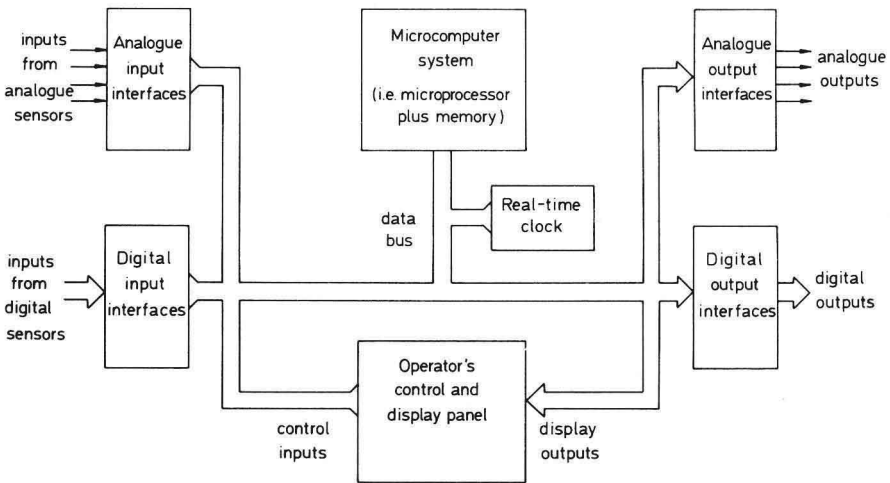 inputs
from
analogue
sensors
Analogue
input
interfaces
Microcomputer
system
(i.e. microprocessor
plus memory)
Analogue
output
interfaces
analogue
outputs
data
bus
Real-time
clock
inputs
from
digital
sensors
Digital
input
interfaces
Digital
output
interfaces
digital
outputs
Operator's
control and
display panel
control
inputs
display
outputs